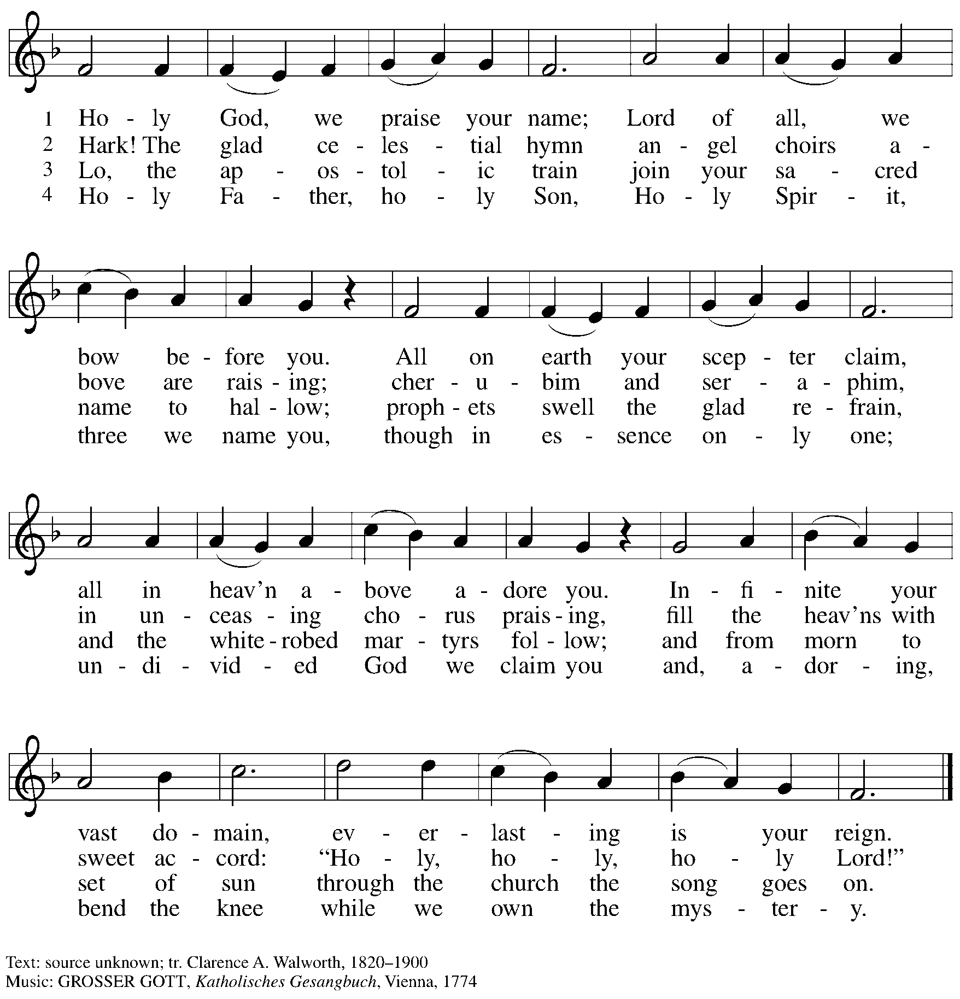 1 Ho - ly God, we praise your name; Lord of all, we
2 Hark! The glad ce - les - tial hymn an - gel choirs a -
3 Lo, the ap - os - tol - ic train join your sa - cred
4 Ho - ly Fa - ther, ho - ly Son, Ho - ly Spir - it,
bow be - fore you. All on earth your scep - ter claim,
bove are rais - ing; cher - u - bim and ser - a - phim,
name to hal - low; proph - ets swell the glad re - frain,
three we name you, though in es - sence on - ly one;
all in heav’n a - bove a - dore you. In - fi - nite your
in un - ceas - ing cho - rus prais - ing, fill the heav’ns with
and the white - robed mar - tyrs fol - low; and from morn to
un - di - vid - ed God we claim you and, a - dor - ing,
vast do - main, ev - er - last - ing is your reign.
sweet ac - cord: “Ho - ly, ho - ly, ho - ly Lord!”
set of sun through the church the song goes on.
bend the knee while we own the mys - ter - y.
Text: source unknown; tr. Clarence A. Walworth, 1820–1900
Music: GROSSER GOTT, Katholisches Gesangbuch, Vienna, 1774